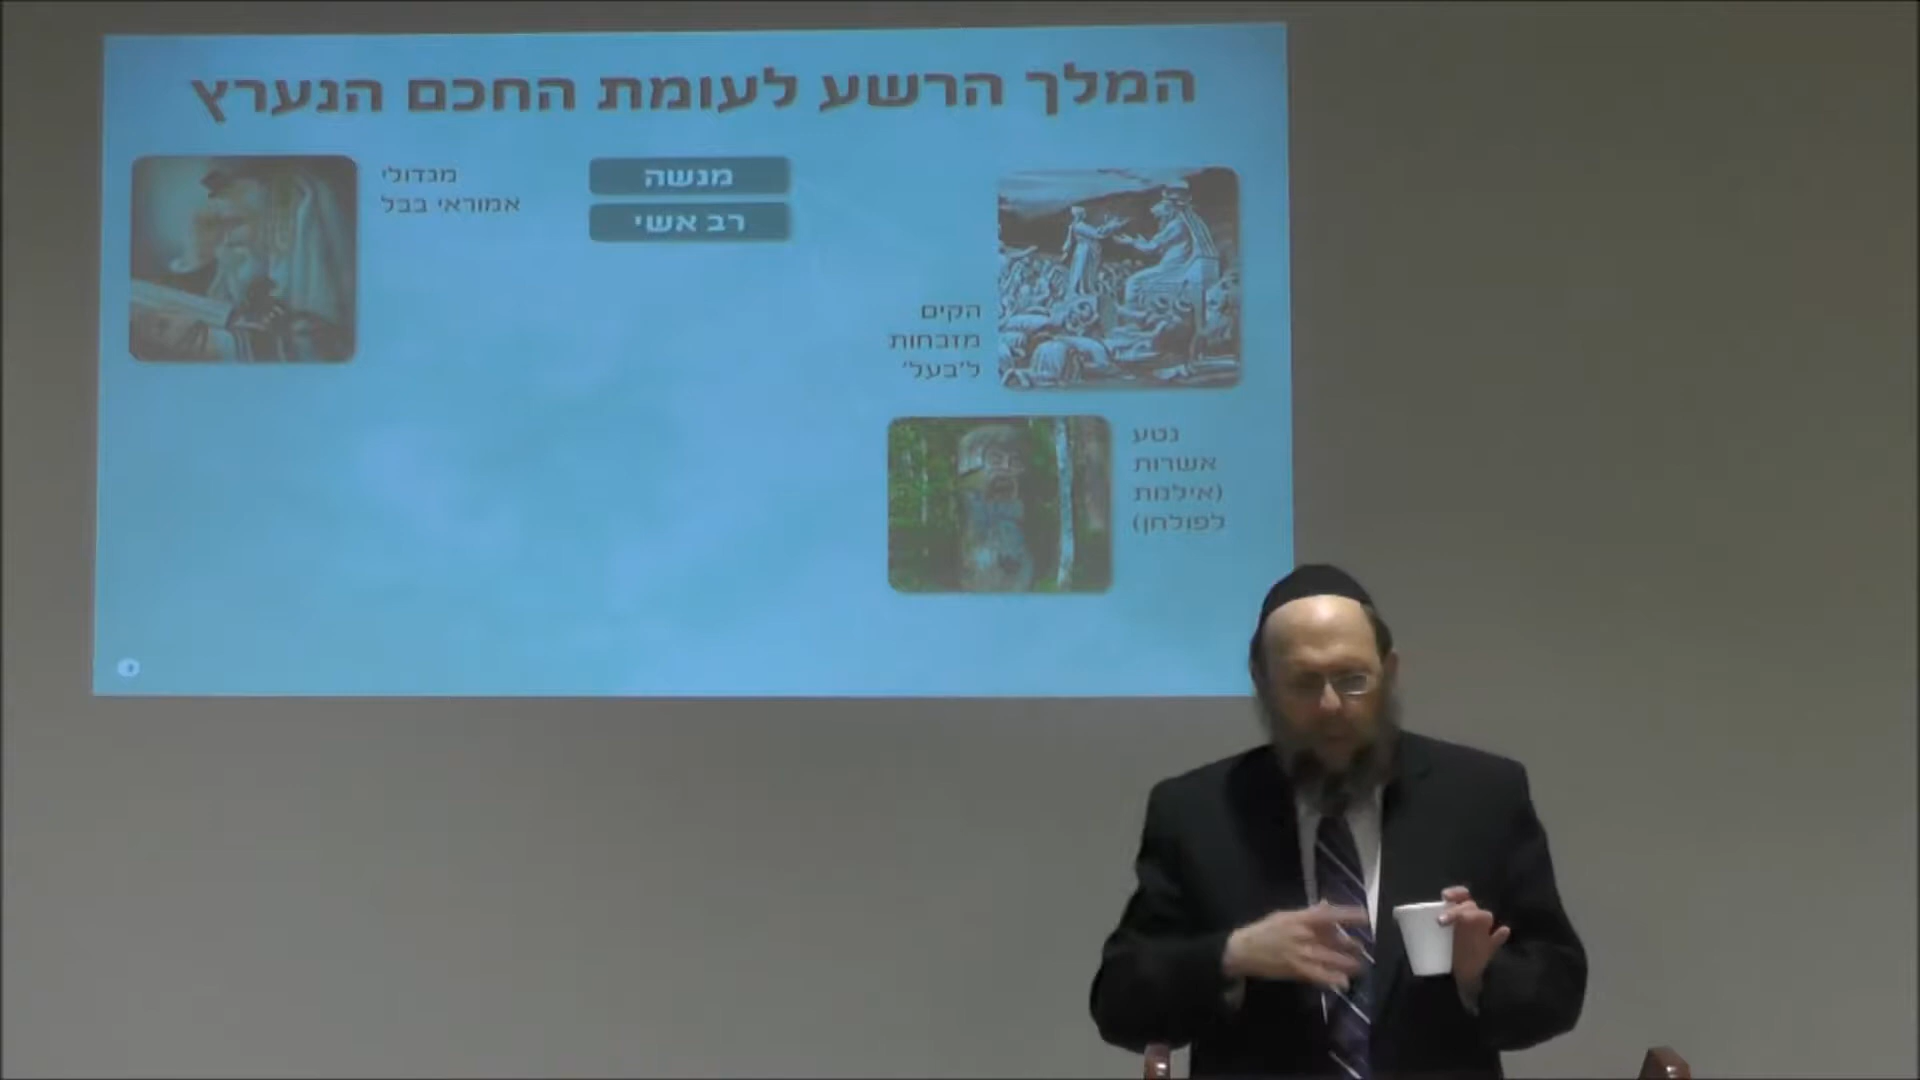 המלך הרשע לעומת החכם הנערץ
מנשה
רב אשי
הקים
מזבחות
ל'בעל'
נטע
אשרות
(אילנות
לפולחן)
מגדולי
אמוראי בבל